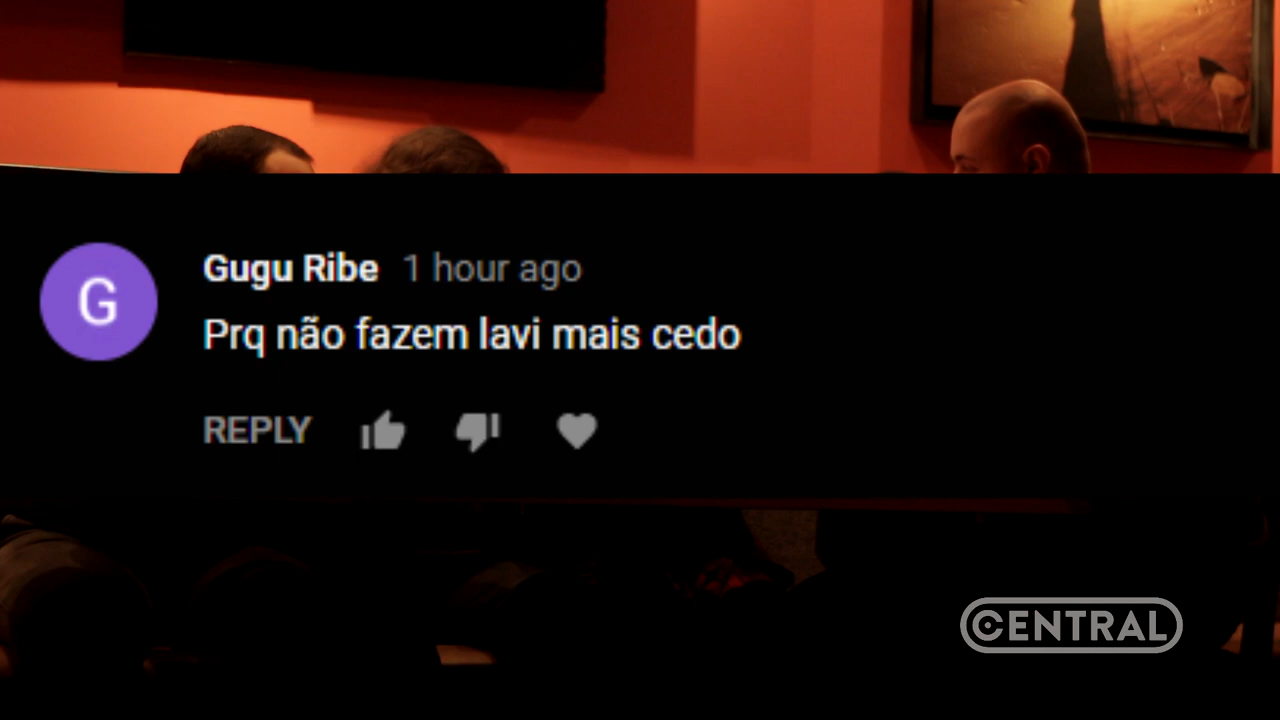 G
Gugu Ribe 1 hour ago
Prq não fazem lavi mais cedo
REPLY
CENTRAL